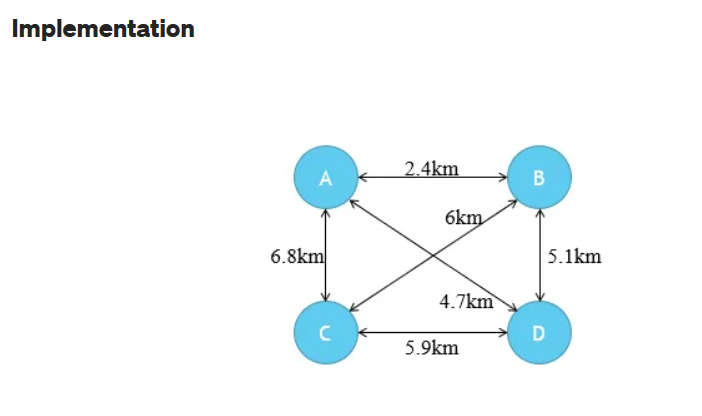 Implementation
2.4km
A
B
6km
6.8km
5.1km
4.7km
C
D
5.9km